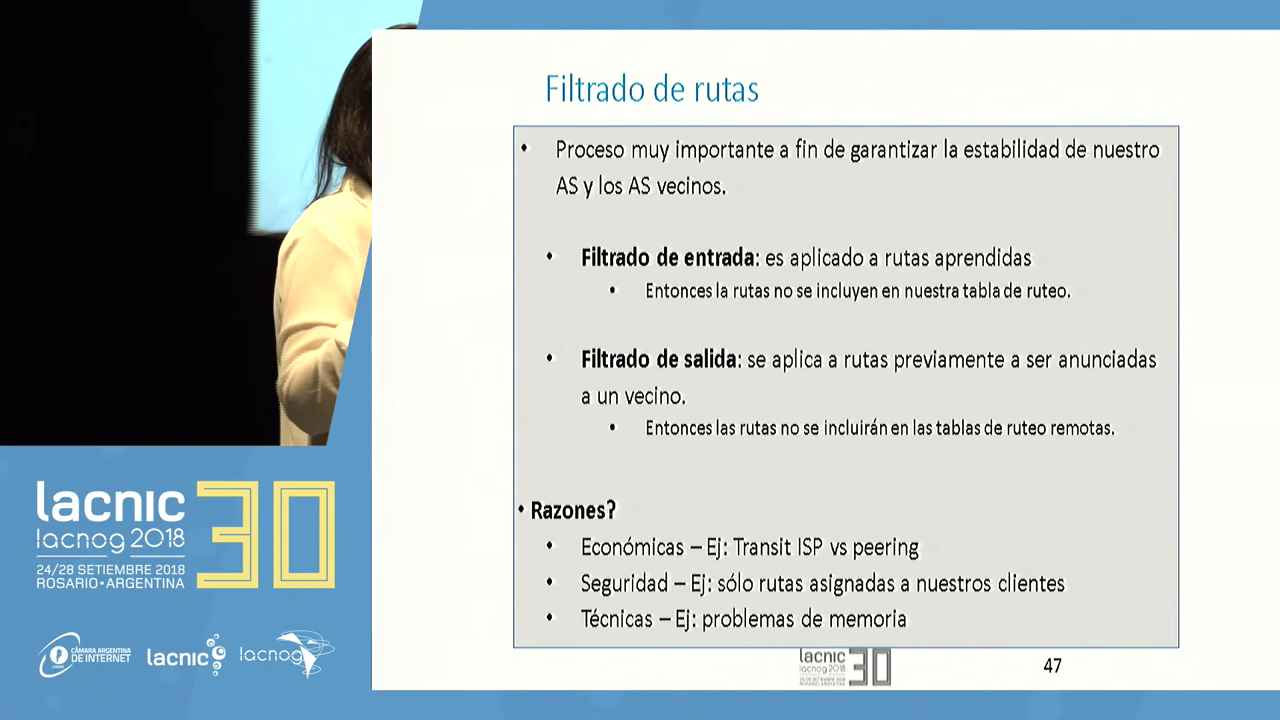 Filtrado de rutas
• Proceso muy importante a fin de garantizar la estabilidad de nuestro
AS y los AS vecinos.
• Filtrado de entrada: es aplicado a rutas aprendidas
• Entonces la rutas no se incluyen en nuestra tabla de ruteo.
• Filtrado de salida: se aplica a rutas previamente a ser anunciadas
a un vecino.
• Entonces las rutas no se incluirán en las tablas de ruteo remotas.
• Razones?
• Económicas – Ej: Transit ISP vs peering
• Seguridad – Ej: sólo rutas asignadas a nuestros clientes
• Técnicas – Ej: problemas de memoria
lacnic 30
lacnog 2018
47
lacnic 30
lacnog 2018
24/28 SETIEMBRE 2018
ROSARIO • ARGENTINA
CÁMARA ARGENTINA
DE INTERNET
lacnic
lacnog